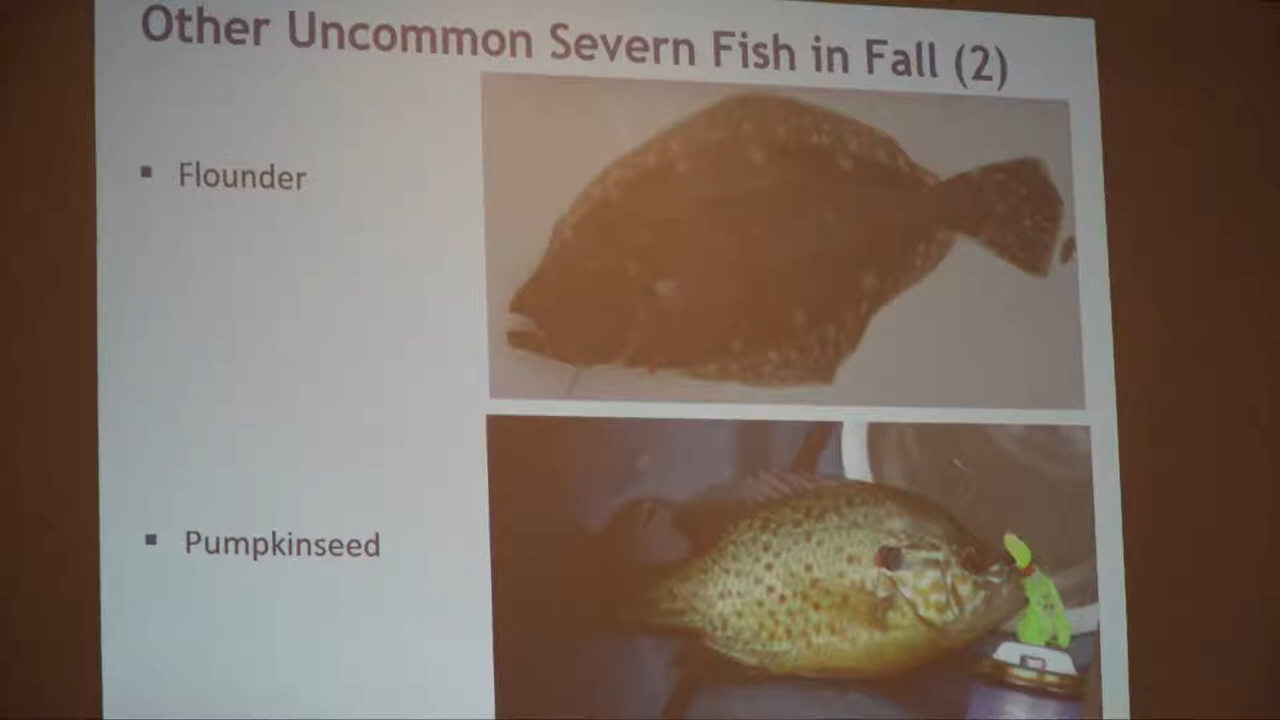 Other Uncommon Severn Fish in Fall (2)
▪ Flounder
▪ Pumpkinseed